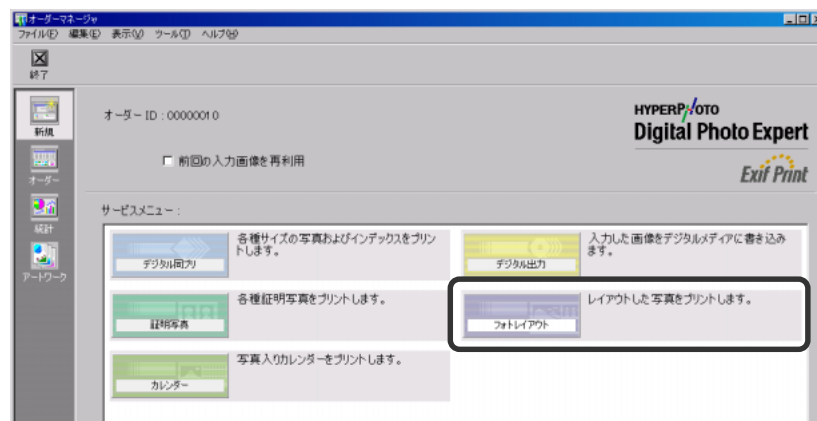 オーダーマネージャ
ファイル(F) 編集(E) 表示(V) ツール(T) ヘルプ(H)
終了
新規
オーダー
統計
アートワーク
オーダー ID : 00000010
前回の入力画像を再利用
HYPERPHOTO
Digital Photo Expert
Exif Print
サービスメニュー :
デジタル同プリ
各種サイズの写真およびインデックスをプリン
トします。
デジタル出力
入力した画像をデジタルメディアに書き込み
ます。
証明写真
各種証明写真をプリントします。
フォトレイアウト
レイアウトした写真をプリントします。
カレンダー
写真入りカレンダーをプリントします。